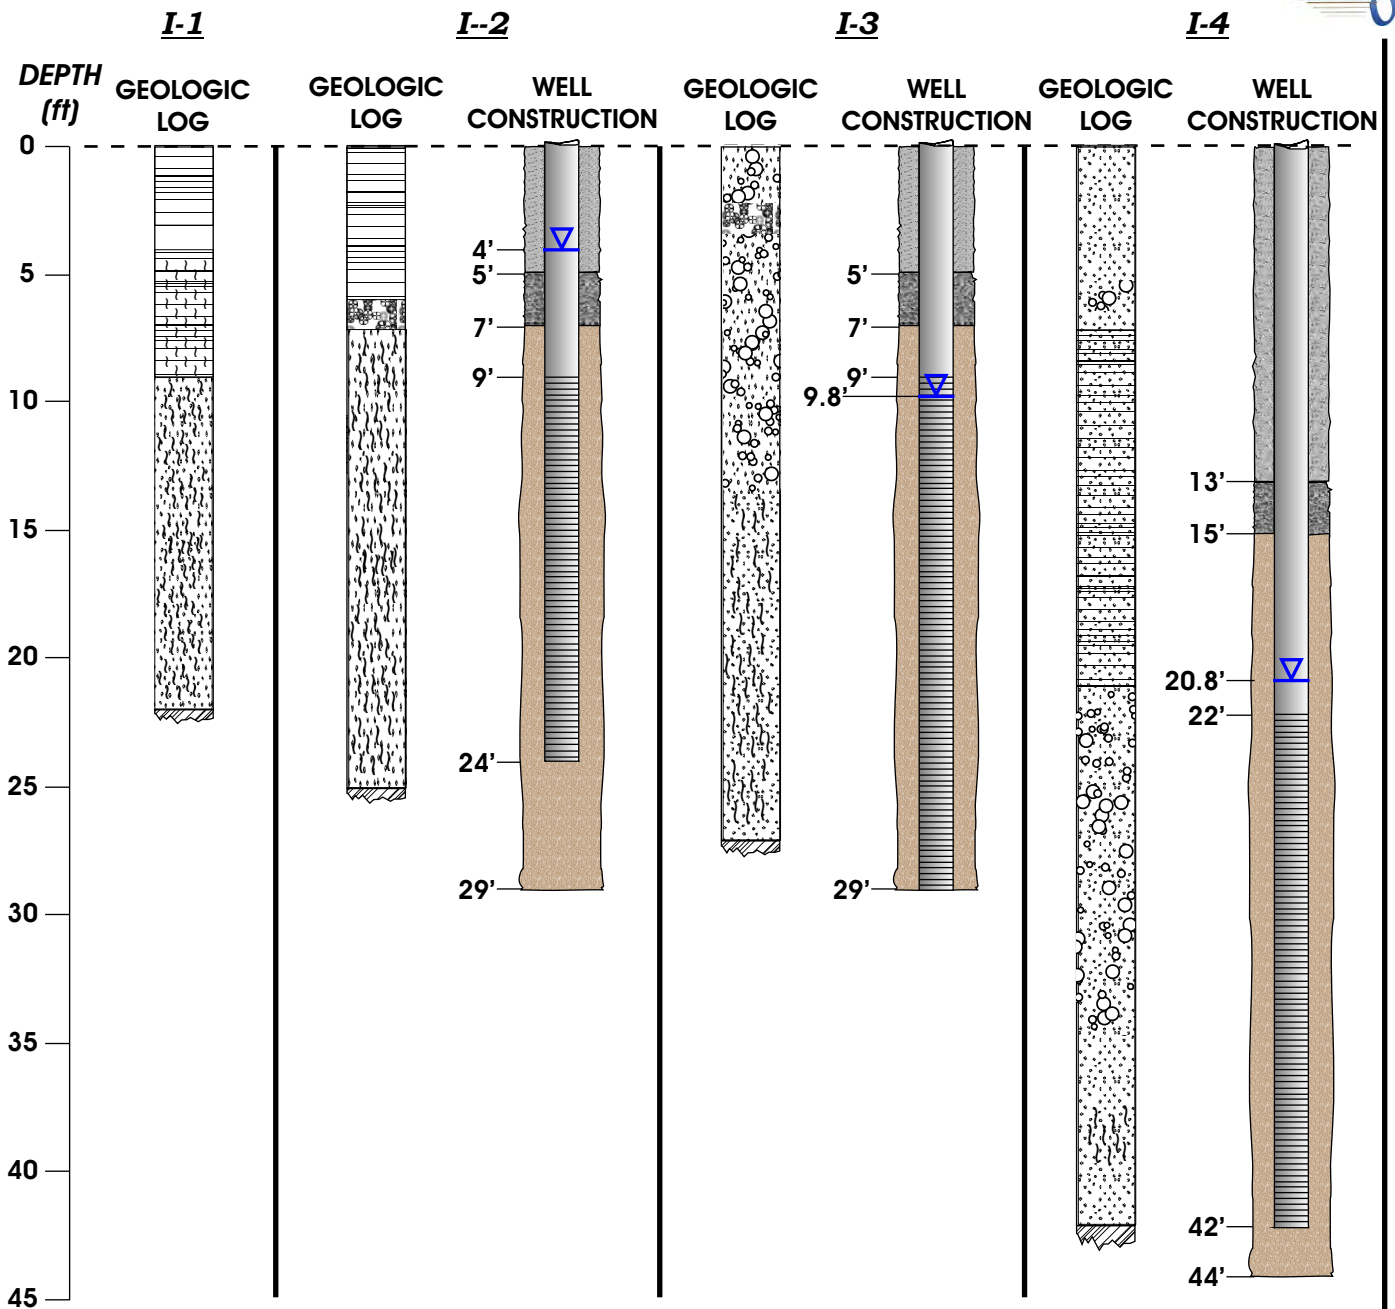 I-1
I--2
I-3
I-4
DEPTH
(ft)
GEOLOGIC
LOG
GEOLOGIC
LOG
WELL
CONSTRUCTION
GEOLOGIC
LOG
WELL
CONSTRUCTION
GEOLOGIC
LOG
WELL
CONSTRUCTION
0
5
10
15
20
25
30
35
40
45
4'
5'
7'
9'
24'
29'
5'
7'
9'
9.8'
29'
13'
15'
20.8'
22'
42'
44'